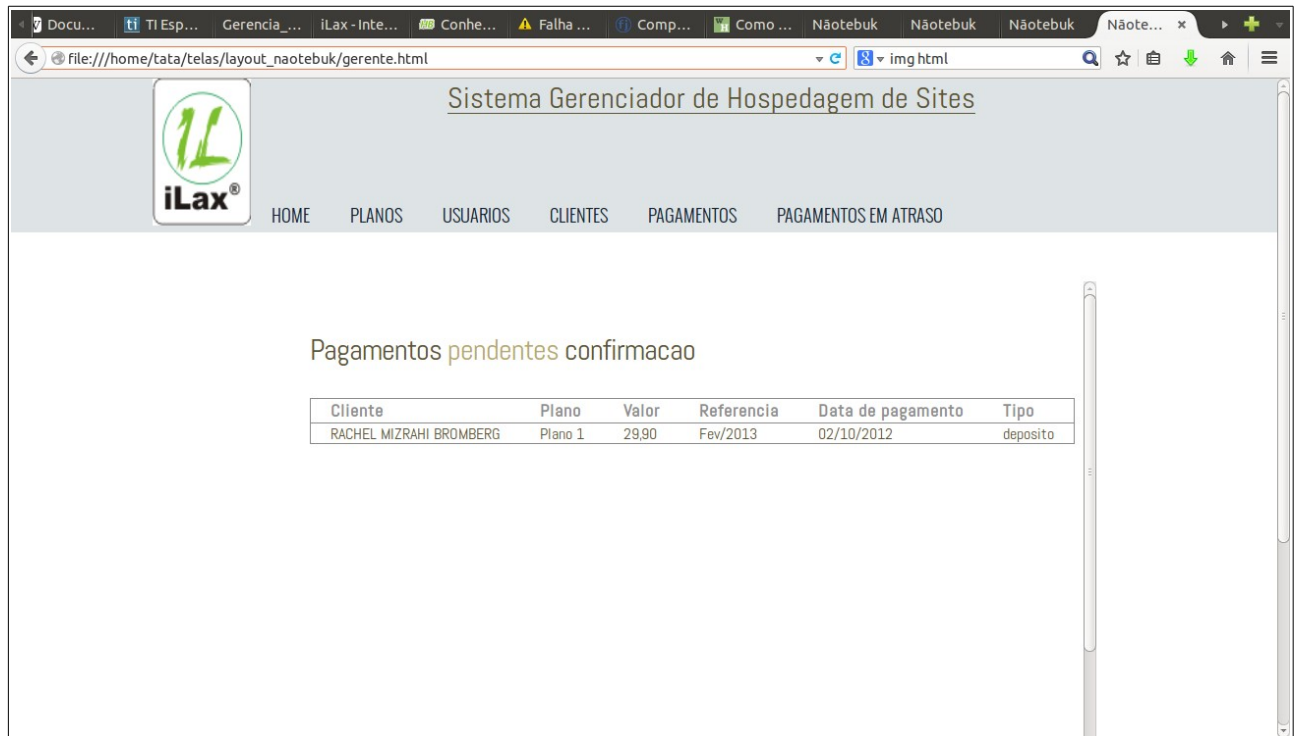 Docu... TI Esp... Gerencia_... iLax - Inte... Conhe... Falha ... Comp... Como ... Nãotebuk Nãotebuk Nãotebuk Nãote...
file:///home/tata/telas/layout_naotebuk/gerente.html img html
Sistema Gerenciador de Hospedagem de Sites
iLax®
HOME PLANOS USUARIOS CLIENTES PAGAMENTOS PAGAMENTOS EM ATRASO
Pagamentos pendentes confirmacao
Cliente Plano Valor Referencia Data de pagamento Tipo
RACHEL MIZRAHI BROMBERG Plano 1 29,90 Fev/2013 02/10/2012 deposito